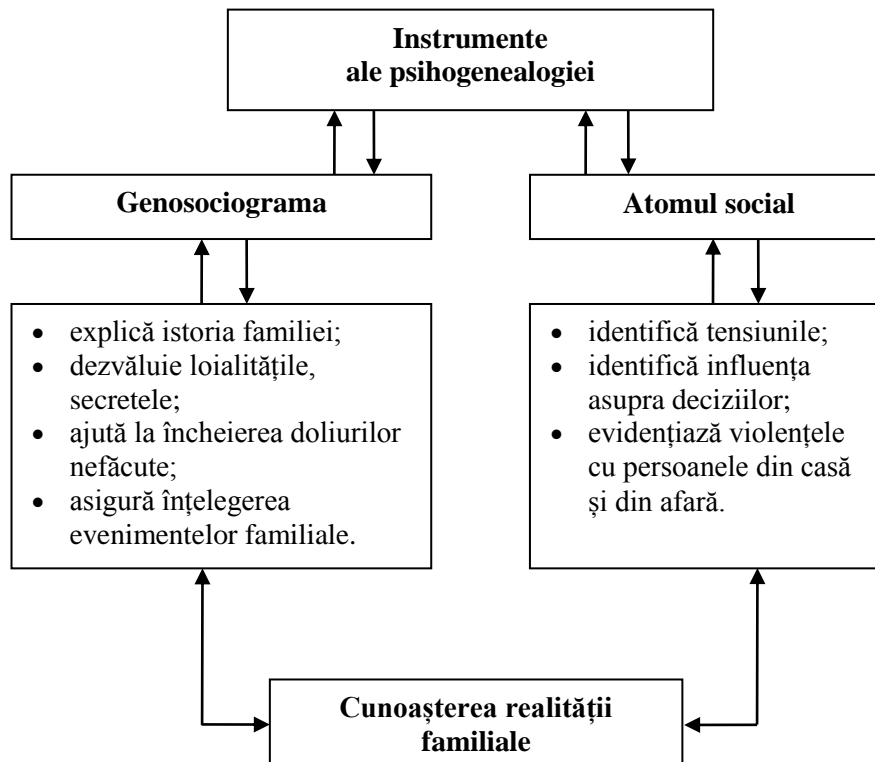 Instrumente
ale psihogenealogiei
Genosociograma
Atomul social
• explică istoria familiei;
• dezvăluie loialitățile,
secretele;
• ajută la încheierea doliurilor
nefăcute;
• asigură înțelegerea
evenimentelor familiale.
• identifică tensiunile;
• identifică influența
asupra deciziilor;
• evidențiază violențele
cu persoanele din casă
și din afară.
Cunoașterea realității
familiale